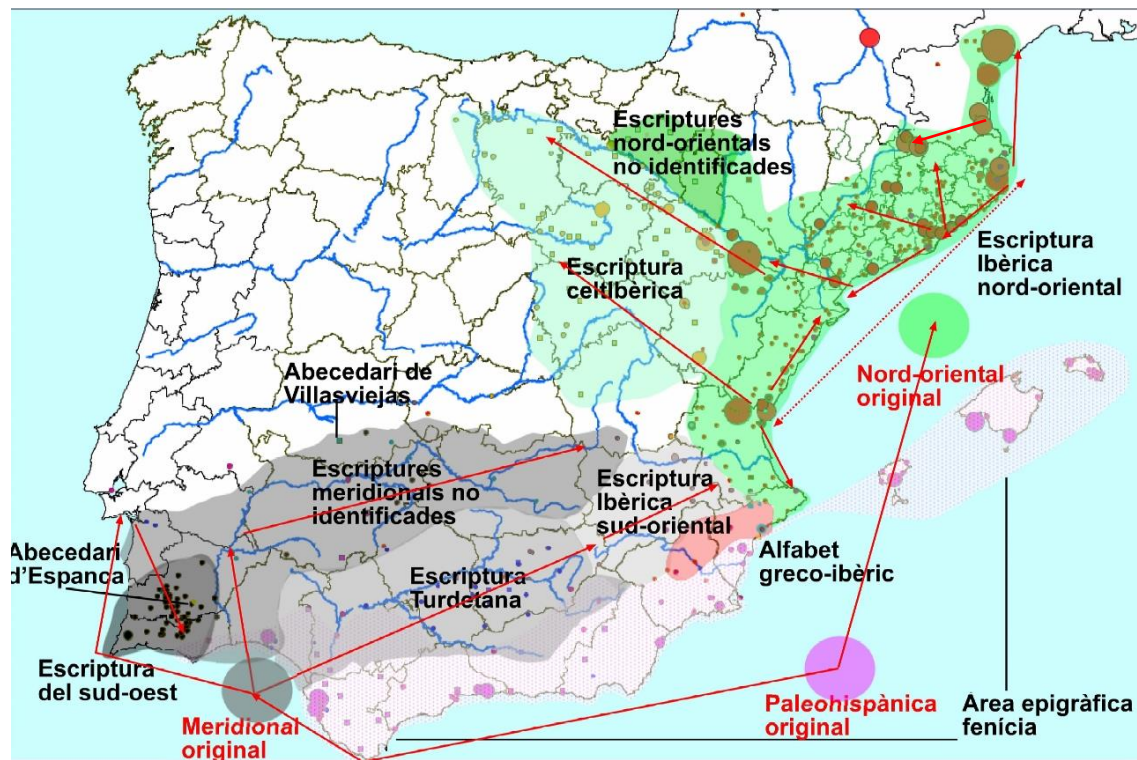 Escriptures
nord-orientals
no identificades
Escriptura
Ibèrica
nord-oriental
Escriptura
celtIbèrica
Abecedari de
Villasviejas
Nord-oriental
original
Escriptures
meridionals no
identificades
Escriptura
Ibèrica
sud-oriental
Abecedari
d'Espanca
Alfabet
greco-ibèric
Escriptura
Turdetana
Escriptura
del sud-oest
Meridional
original
Paleohispànica
original
Àrea epigràfica
fenícia